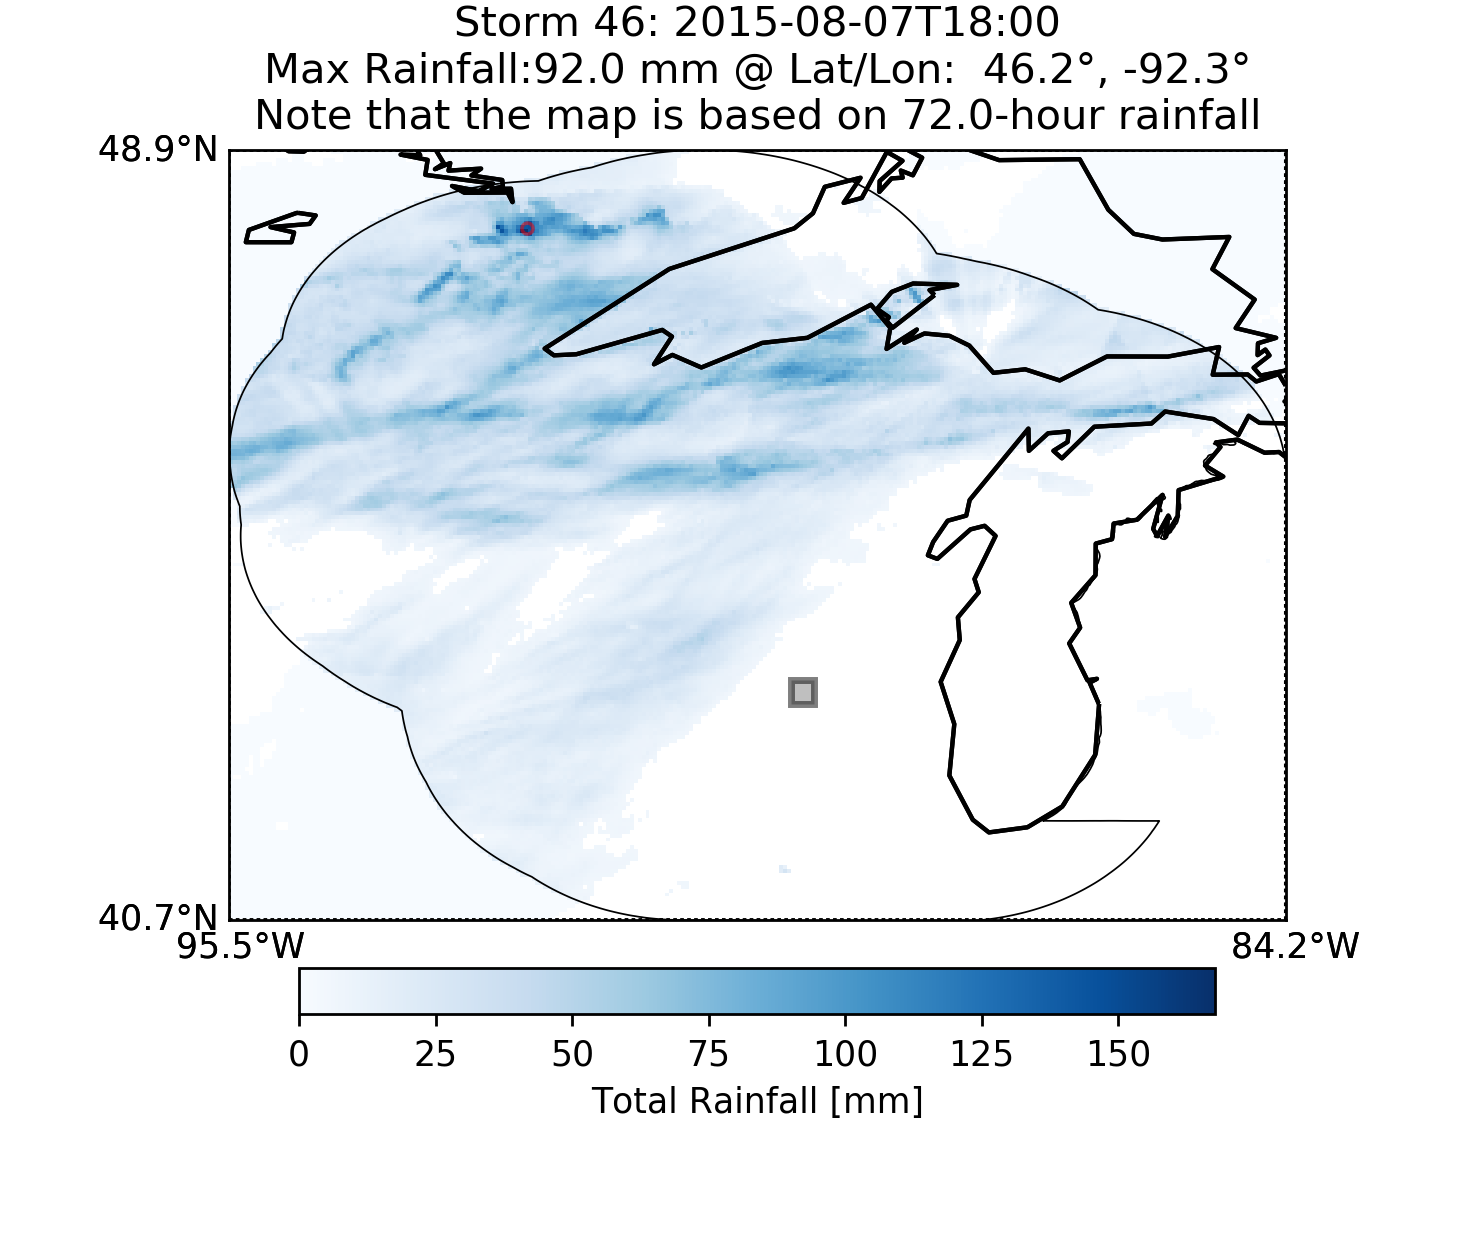 Storm 46: 2015-08-07T18:00
Max Rainfall:92.0 mm @ Lat/Lon:  46.2°, -92.3°
Note that the map is based on 72.0-hour rainfall
48.9°N
40.7°N
95.5°W 84.2°W
0 25 50 75 100 125 150
Total Rainfall [mm]